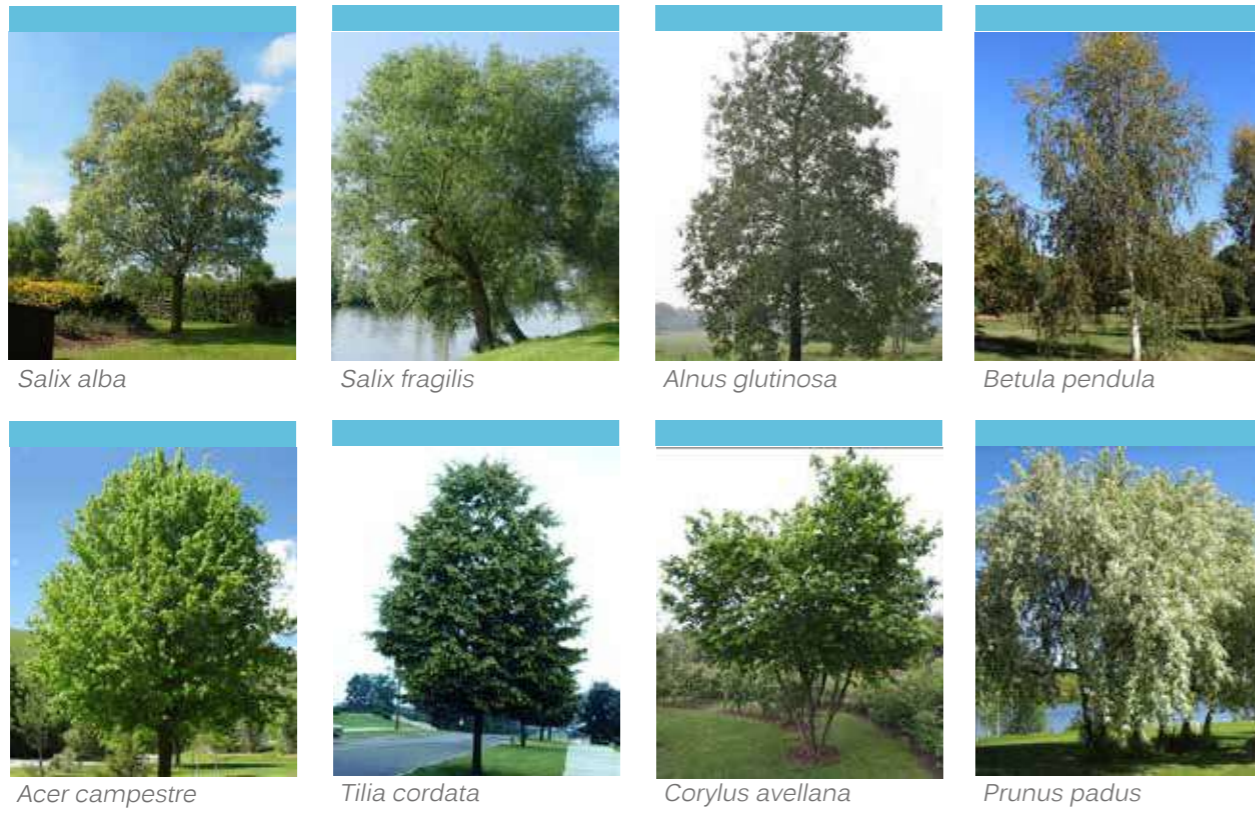 Salix alba
Salix fragilis
Alnus glutinosa
Betula pendula
Acer campestre
Tilia cordata
Corylus avellana
Prunus padus